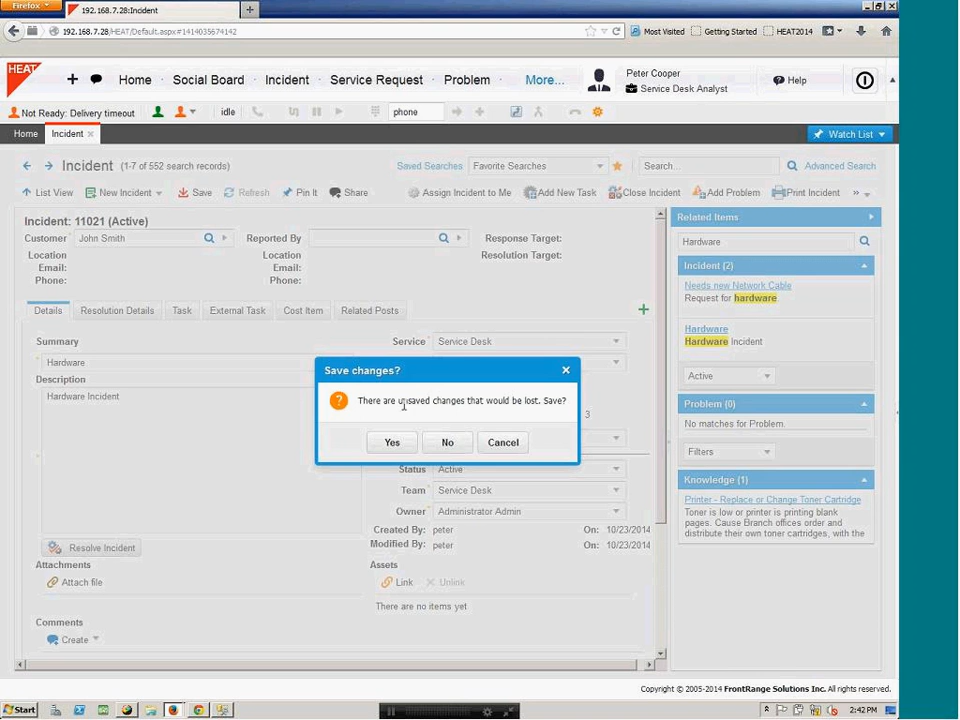 Firefox
192.168.7.28:Incident
192.168.7.28/HEAT/Default.aspx#1414035674142
Most Visited
Getting Started
HEAT2014
HEAT
Home
Social Board
Incident
Service Request
Problem
More...
Peter Cooper
Service Desk Analyst
Help
Not Ready: Delivery timeout
idle
phone
Home
Incident
Watch List
Incident (1-7 of 552 search records)
Saved Searches
Favorite Searches
Search...
Advanced Search
List View
New Incident
Save
Refresh
Pin It
Share
Assign Incident to Me
Add New Task
Close Incident
Add Problem
Print Incident
Incident: 11021 (Active)
Customer
John Smith
Reported By
Response Target:
Location
Location
Resolution Target:
Email:
Email:
Phone:
Phone:
Details
Resolution Details
Task
External Task
Cost Item
Related Posts
Summary
Service
Service Desk
Hardware
Description
Hardware Incident
Save changes?
There are unsaved changes that would be lost. Save?
Yes
No
Cancel
3
Status
Active
Team
Service Desk
Owner
Administrator Admin
Created By:
peter
On:
10/23/2014
Modified By:
peter
On:
10/23/2014
Resolve Incident
Attachments
Attach file
Assets
Link
Unlink
There are no items yet
Comments
Create
Related Items
Hardware
Incident (2)
Needs new Network Cable
Request for hardware
Hardware
Hardware Incident
Active
Problem (0)
No matches for Problem.
Filters
Knowledge (1)
Printer - Replace or Change Toner Cartridge
Toner is low or printer is printing blank
pages. Cause Branch offices order and
distribute their own toner cartridges, with the
Copyright © 2005-2014 FrontRange Solutions Inc. All rights reserved.
Start
2:42 PM